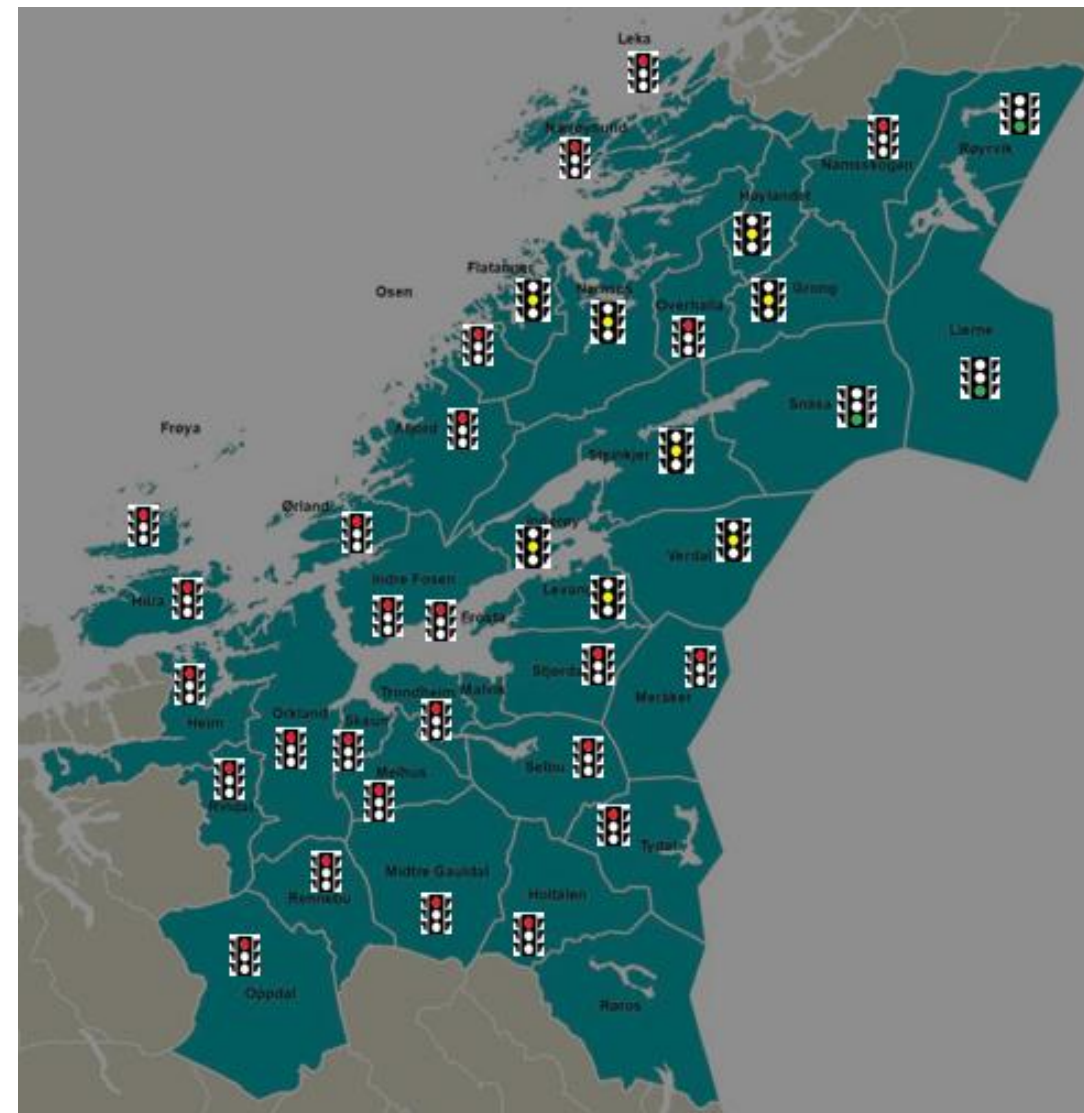 Leka
Nærøysund
Røyrvik
Namsskogan
Høylandet
Flatanger
Osen
Namsos
Grong
Overhalla
Lierne
Snåsa
Frøya
Åfjord
Steinkjer
Ørland
Inderøy
Verdal
Indre Fosen
Levanger
Hitra
Frosta
Stjørdal
Trondheim
Malvik
Meråker
Heim
Orkland
Skaun
Melhus
Selbu
Rindal
Tydal
Midtre Gauldal
Holtålen
Rennebu
Oppdal
Røros